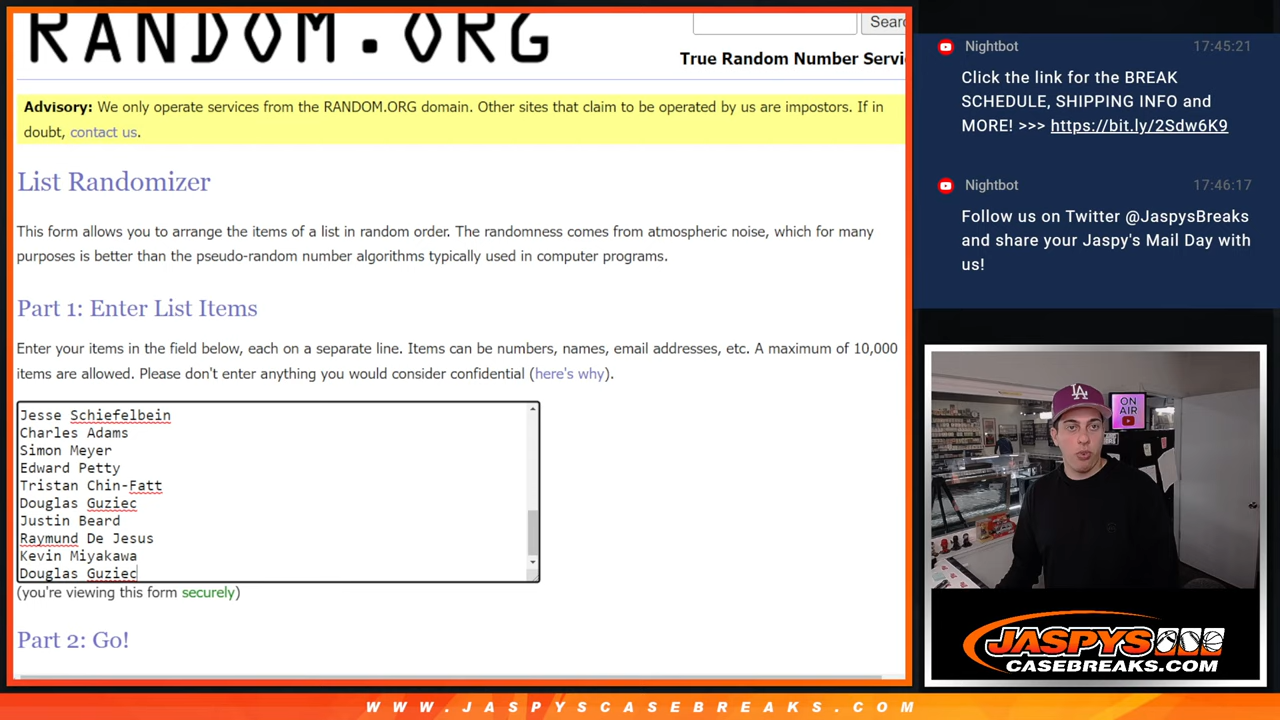 RANDOM.ORG
Search
True Random Number Servi
Advisory: We only operate services from the RANDOM.ORG domain. Other sites that claim to be operated by us are impostors. If in
doubt, contact us.
List Randomizer
This form allows you to arrange the items of a list in random order. The randomness comes from atmospheric noise, which for many
purposes is better than the pseudo-random number algorithms typically used in computer programs.
Part 1: Enter List Items
Enter your items in the field below, each on a separate line. Items can be numbers, names, email addresses, etc. A maximum of 10,000
items are allowed. Please don't enter anything you would consider confidential (here's why).
Jesse Schiefelbein
Charles Adams
Simon Meyer
Edward Petty
Tristan Chin-Fatt
Douglas Guziec
Justin Beard
Raymund De Jesus
Kevin Miyakawa
Douglas Guziec
(you're viewing this form securely)
Part 2: Go!
Nightbot 17:45:21
Click the link for the BREAK
SCHEDULE, SHIPPING INFO and
MORE! >>> https://bit.ly/2Sdw6K9
Nightbot 17:46:17
Follow us on Twitter @JaspysBreaks
and share your Jaspy's Mail Day with
us!
LA
ON
AIR
JASPYS
CASEBREAKS.COM
WWW.JASPYSCASEBREAKS.COM